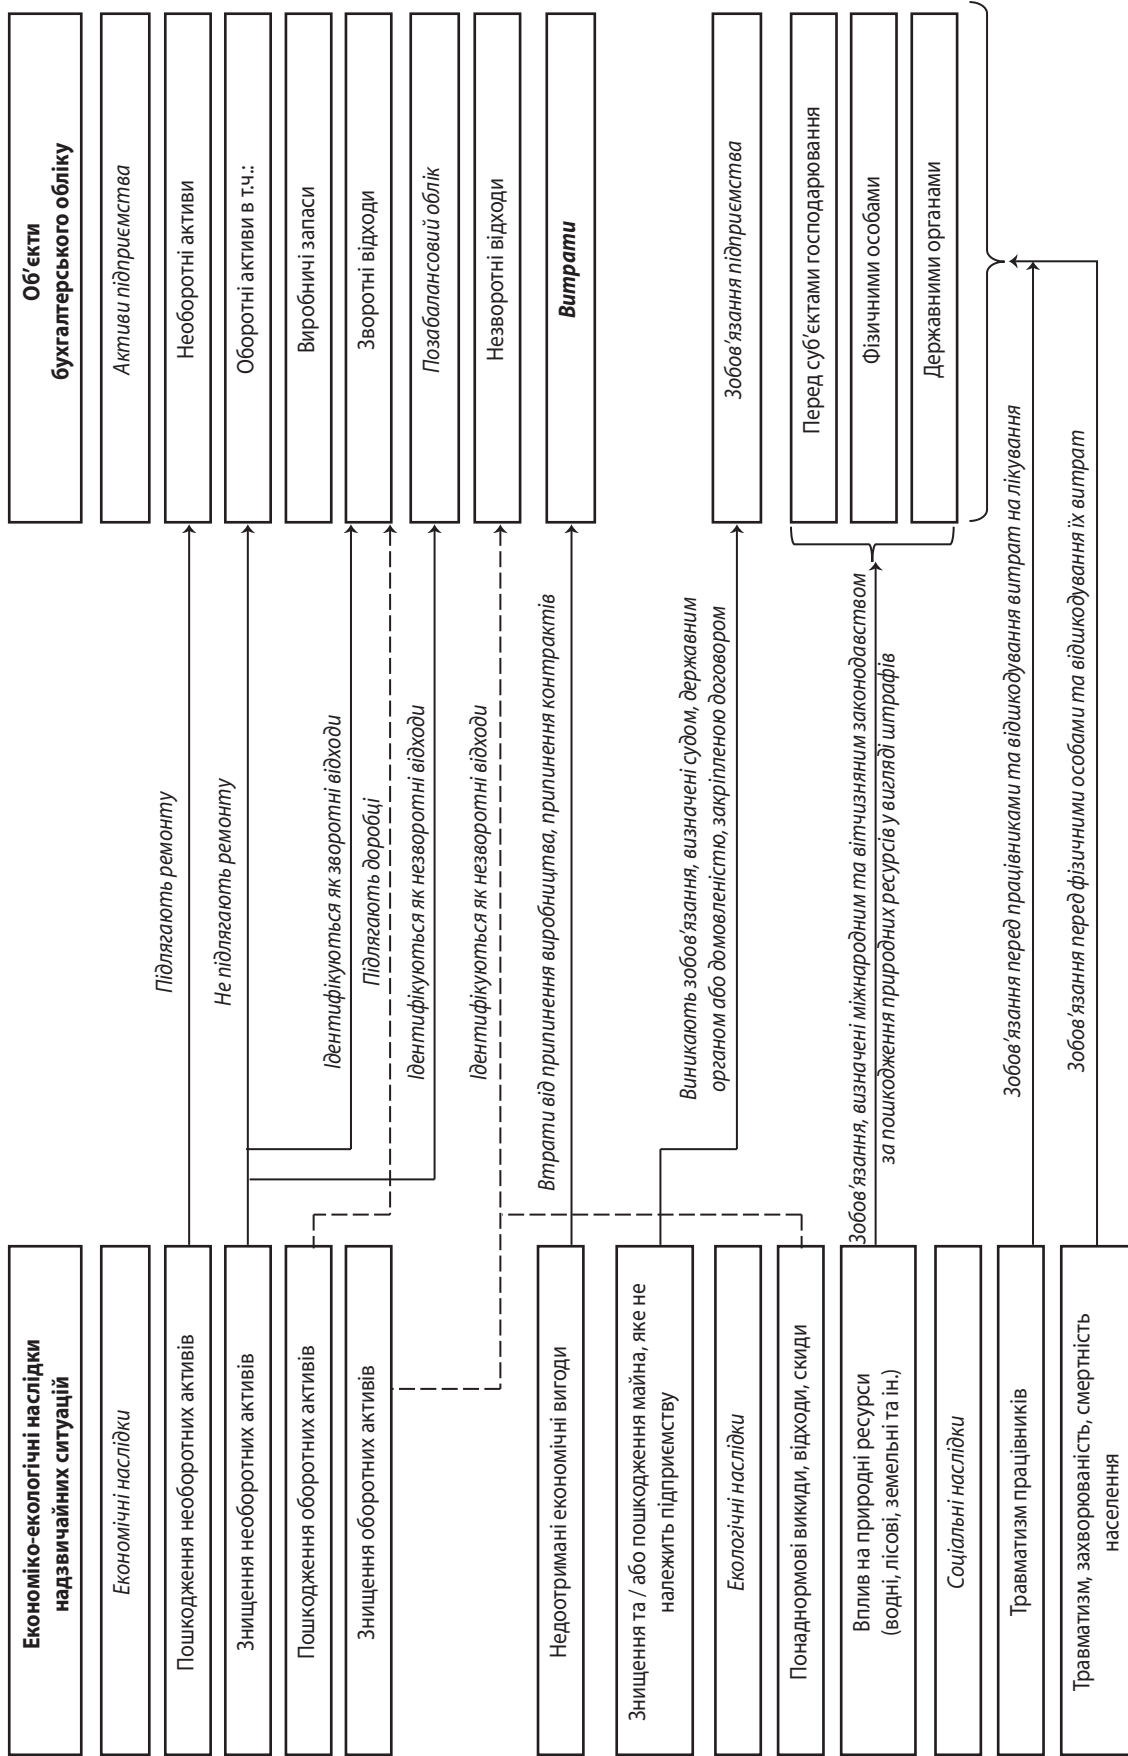 Економіко-екологічні наслідки
надзвичайних ситуацій
Економічні наслідки
Пошкодження необоротних активів
Знищення необоротних активів
Пошкодження оборотних активів
Знищення оборотних активів
Недоотримані економічні вигоди
Знищення та / або пошкодження майна, яке не
належить підприємству
Екологічні наслідки
Понаднормові викиди, відходи, скиди
Вплив на природні ресурси
(водні, лісові, земельні та ін.)
Соціальні наслідки
Травматизм працівників
Травматизм, захворюваність, смертність
населення
Підлягають ремонту
Не підлягають ремонту
Ідентифікуються як зворотні відходи
Підлягають доробці
Ідентифікуються як незворотні відходи
Ідентифікуються як незворотні відходи
Втрати від припинення виробництва, припинення контрактів
Виникають зобов'язання, визначені судом, державним
органом або домовленістю, закріпленою договором
Зобов'язання, визначені міжнародним та вітчизняним законодавством
за пошкодження природних ресурсів у вигляді штрафів
Зобов'язання перед працівниками та відшкодування витрат на лікування
Зобов'язання перед фізичними особами та відшкодування їх витрат
Об'єкти
бухгалтерського обліку
Активи підприємства
Необоротні активи
Оборотні активи в т.ч.:
Виробничі запаси
Зворотні відходи
Позабалансовий облік
Незворотні відходи
Витрати
Зобов'язання підприємства
Перед суб'єктами господарювання
Фізичними особами
Державними органами